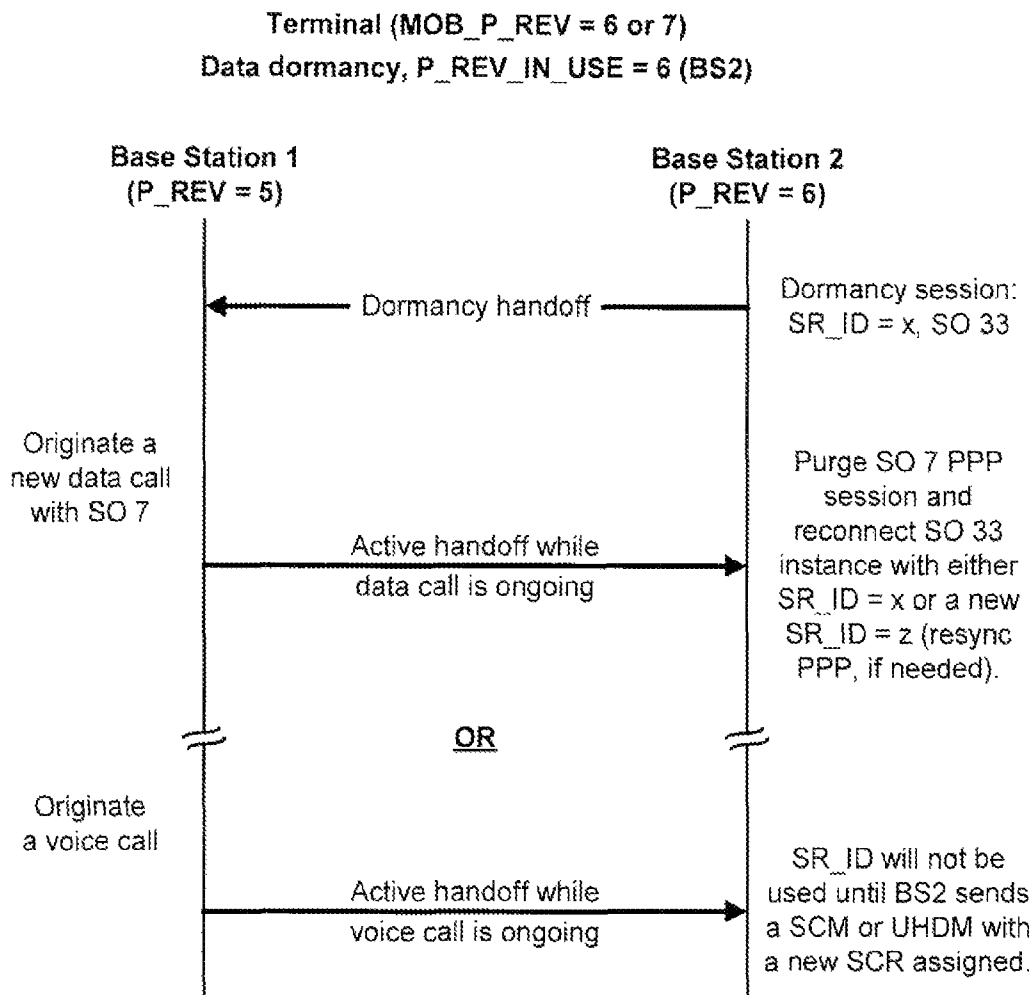 Terminal (MOB_P_REV = 6 or 7)
Data dormancy, P_REV_IN_USE = 6 (BS2)
Base Station 1
(P_REV = 5)
Base Station 2
(P_REV = 6)
Dormancy handoff
Dormancy session:
SR_ID = x, SO 33
Originate a
new data call
with SO 7
Active handoff while
data call is ongoing
Purge SO 7 PPP
session and
reconnect SO 33
instance with either
SR_ID = x or a new
SR_ID = z (resync
PPP, if needed).
OR
Originate
a voice call
Active handoff while
voice call is ongoing
SR_ID will not be
used until BS2 sends
a SCM or UHDM with
a new SCR assigned.